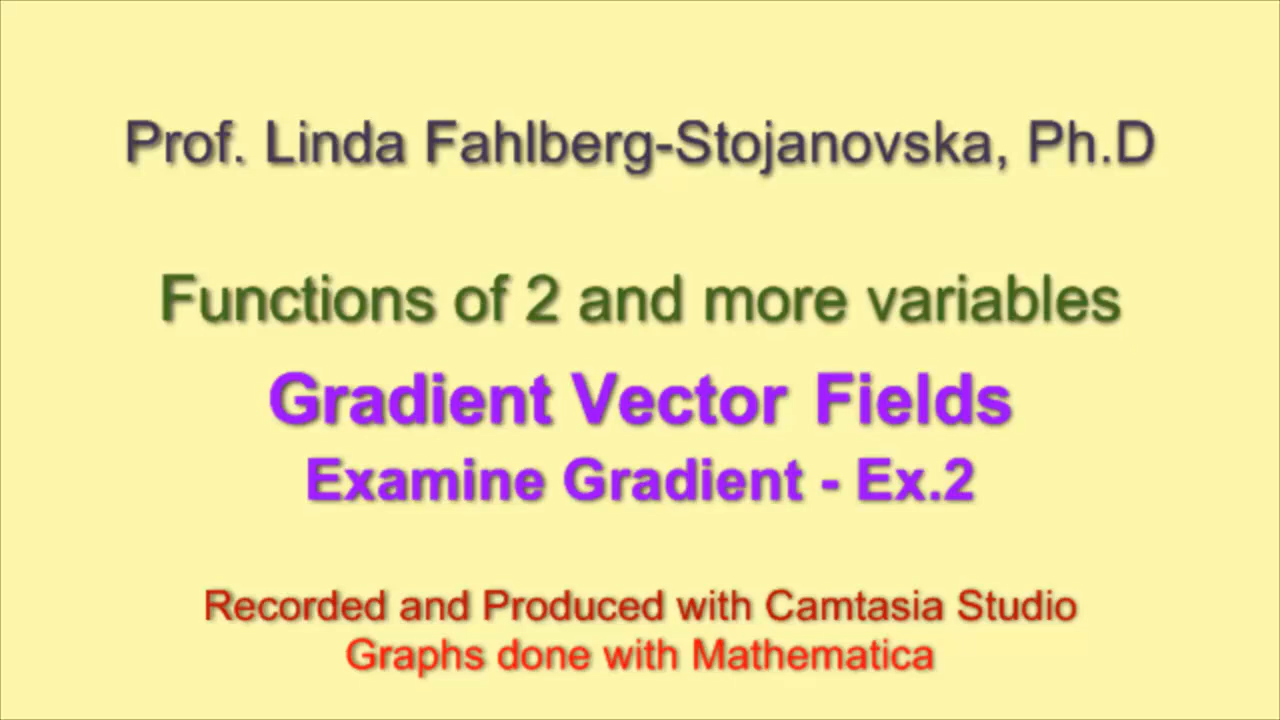 Prof. Linda Fahlberg-Stojanovska, Ph.D
Functions of 2 and more variables
Gradient Vector Fields
Examine Gradient - Ex.2
Recorded and Produced with Camtasia Studio
Graphs done with Mathematica